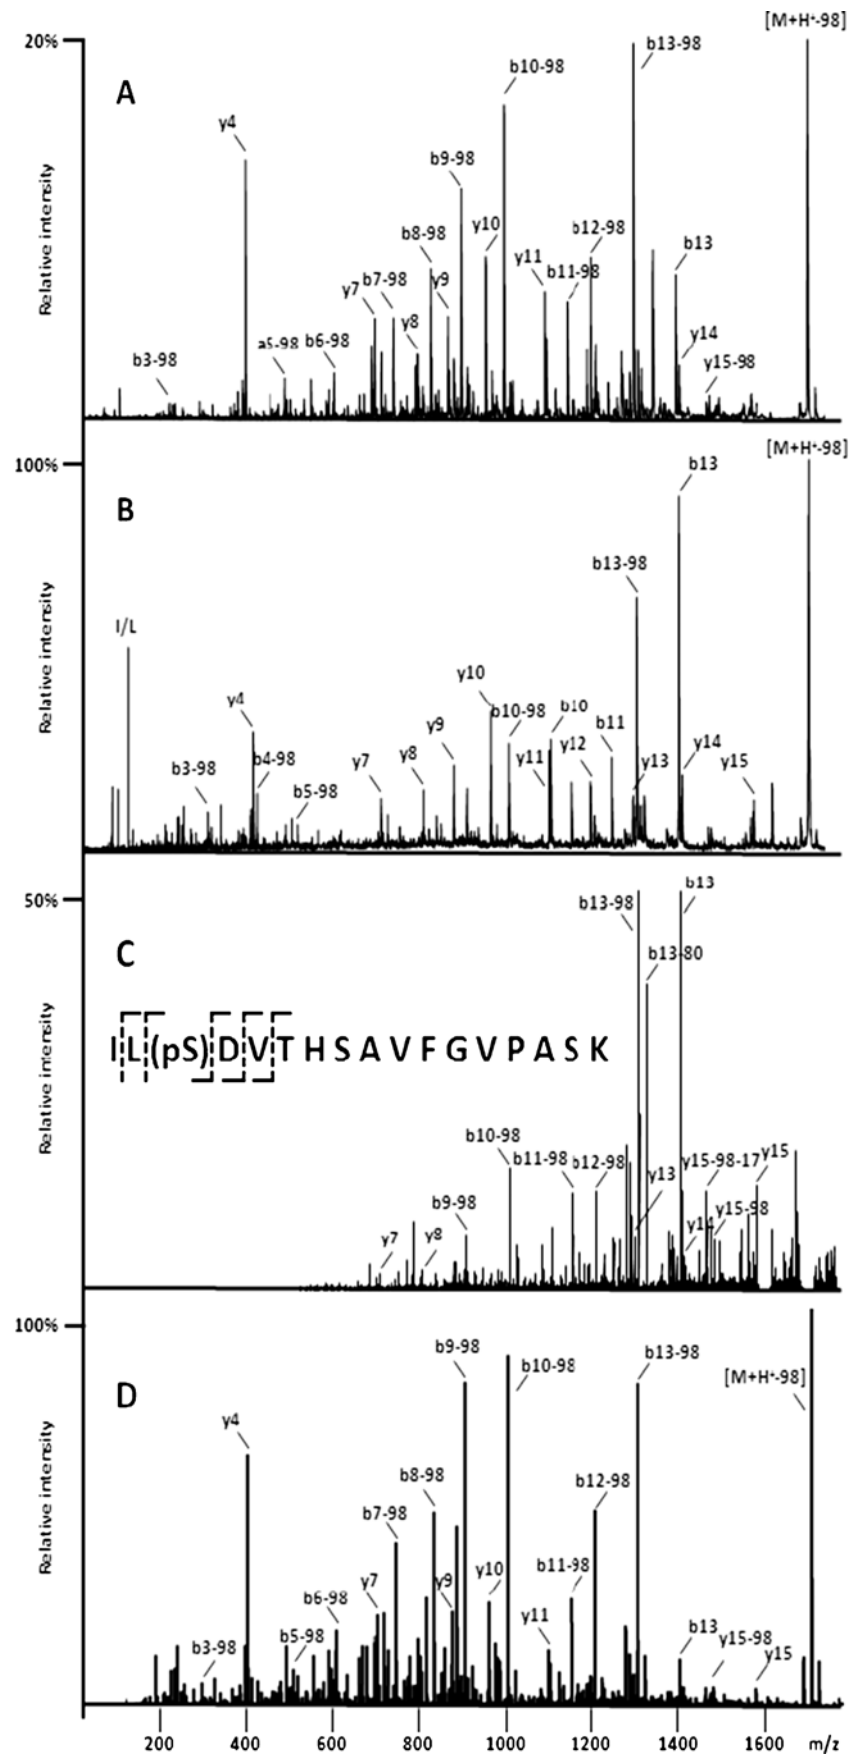 [M+H⁺-98]
20%
b13-98
b10-98
A
y4
b9-98
y10
b12-98
b8-98
b13
y11
b11-98
y7
b7-98
y9
y8
y14
a5-98
b6-98
b3-98
y15-98
Relative intensity
[M+H⁺-98]
100%
b13
B
b13-98
I/L
y10
y4
b10-98
b10
y9
b11
y14
b3-98
b4-98
y7
y8
y11
y12
y13
y15
b5-98
Relative intensity
50%
b13-98
b13
C
b13-80
I L (pS) D V T H S A V F G V P A S K
b10-98
b11-98
b12-98
y13
y15-98-17
y15
b9-98
y15-98
y7
y8
y14
Relative intensity
100%
b9-98
b13-98
b10-98
[M+H⁺-98]
D
y4
b8-98
b12-98
b7-98
y7
y9
y10
b11-98
b6-98
y11
b3-98
b5-98
b13
y15-98
y15
Relative intensity
200 400 600 800 1000 1200 1400 1600 m/z